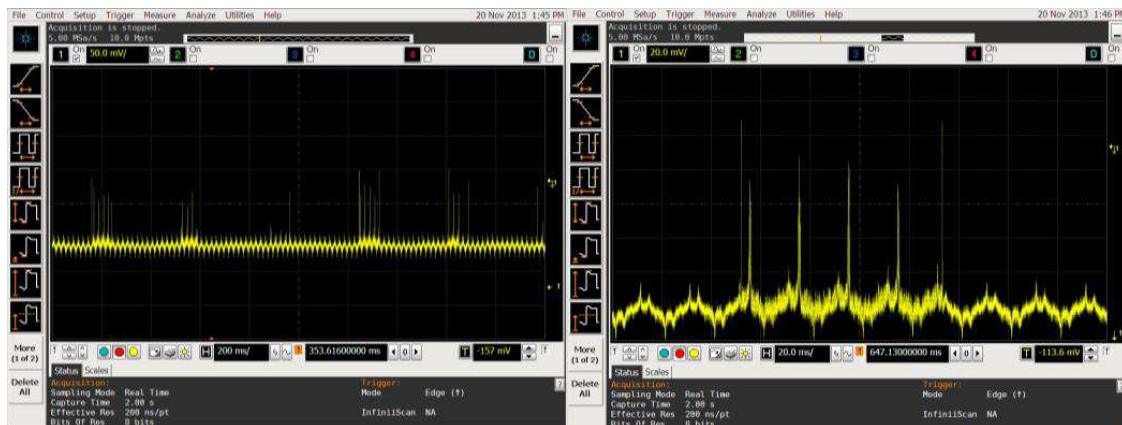 File Control Setup Trigger Measure Analyze Utilities Help 20 Nov 2013 1:45 PM
Acquisition is stopped.
5.00 MSa/s 10.0 Mpts
On On On On
1 50.0 mV/ 2 3 4 D
More
(1 of 2)
Delete
All
H 200 ms/ 353.61600000 ms 0 T -157 mV
Status Scales
Acquisition: Trigger:
Sampling Mode Real Time Mode Edge (↑)
Capture Time 2.00 s
Effective Res 200 ns/pt InfiniiScan NA
Bits Of Res 8 bits
File Control Setup Trigger Measure Analyze Utilities Help 20 Nov 2013 1:46 PM
Acquisition is stopped.
5.00 MSa/s 10.0 Mpts
On On On On
1 20.0 mV/ 2 3 4 D
More
(1 of 2)
Delete
All
H 20.0 ms/ 647.13000000 ms 0 T -113.6 mV
Status Scales
Acquisition: Trigger:
Sampling Mode Real Time Mode Edge (↑)
Capture Time 2.00 s
Effective Res 200 ns/pt InfiniiScan NA
Bits Of Res 8 bits